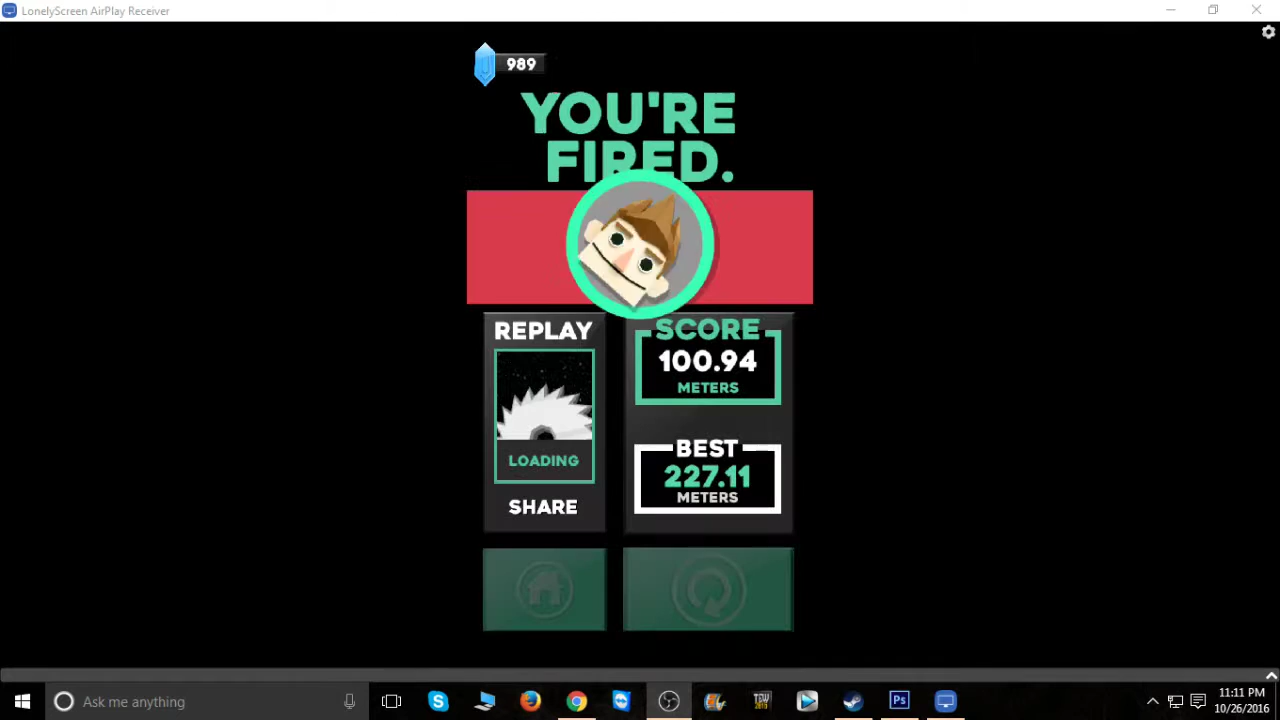 LonelyScreen AirPlay Receiver
989
YOU'RE
FIRED.
REPLAY
LOADING
SHARE
SCORE
100.94
METERS
BEST
227.11
METERS
Ask me anything
Ps
11:11 PM
10/26/2016